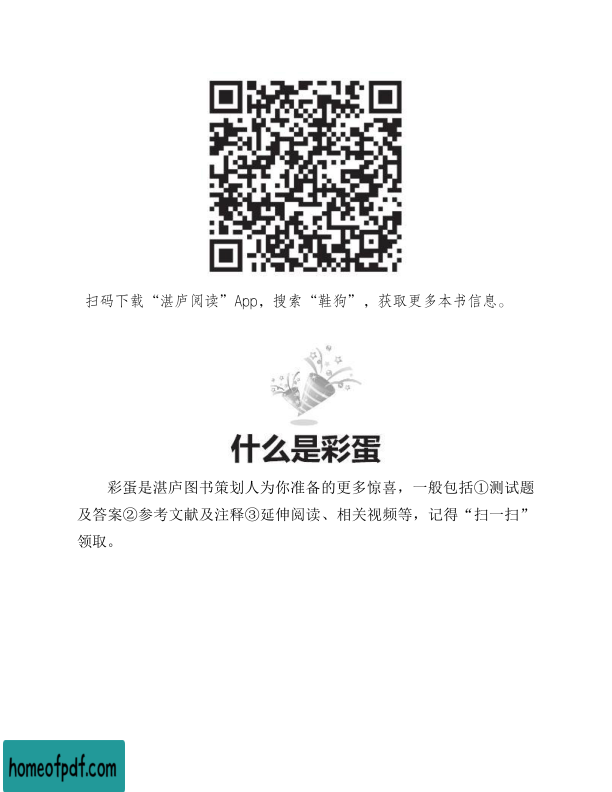 扫码下载“湛庐阅读”App，搜索“鞋狗”，获取更多本书信息。
什么是彩蛋
彩蛋是湛庐图书策划人为你准备的更多惊喜，一般包括①测试题
及答案②参考文献及注释③延伸阅读、相关视频等，记得“扫一扫”
领取。
homeofpdf.com